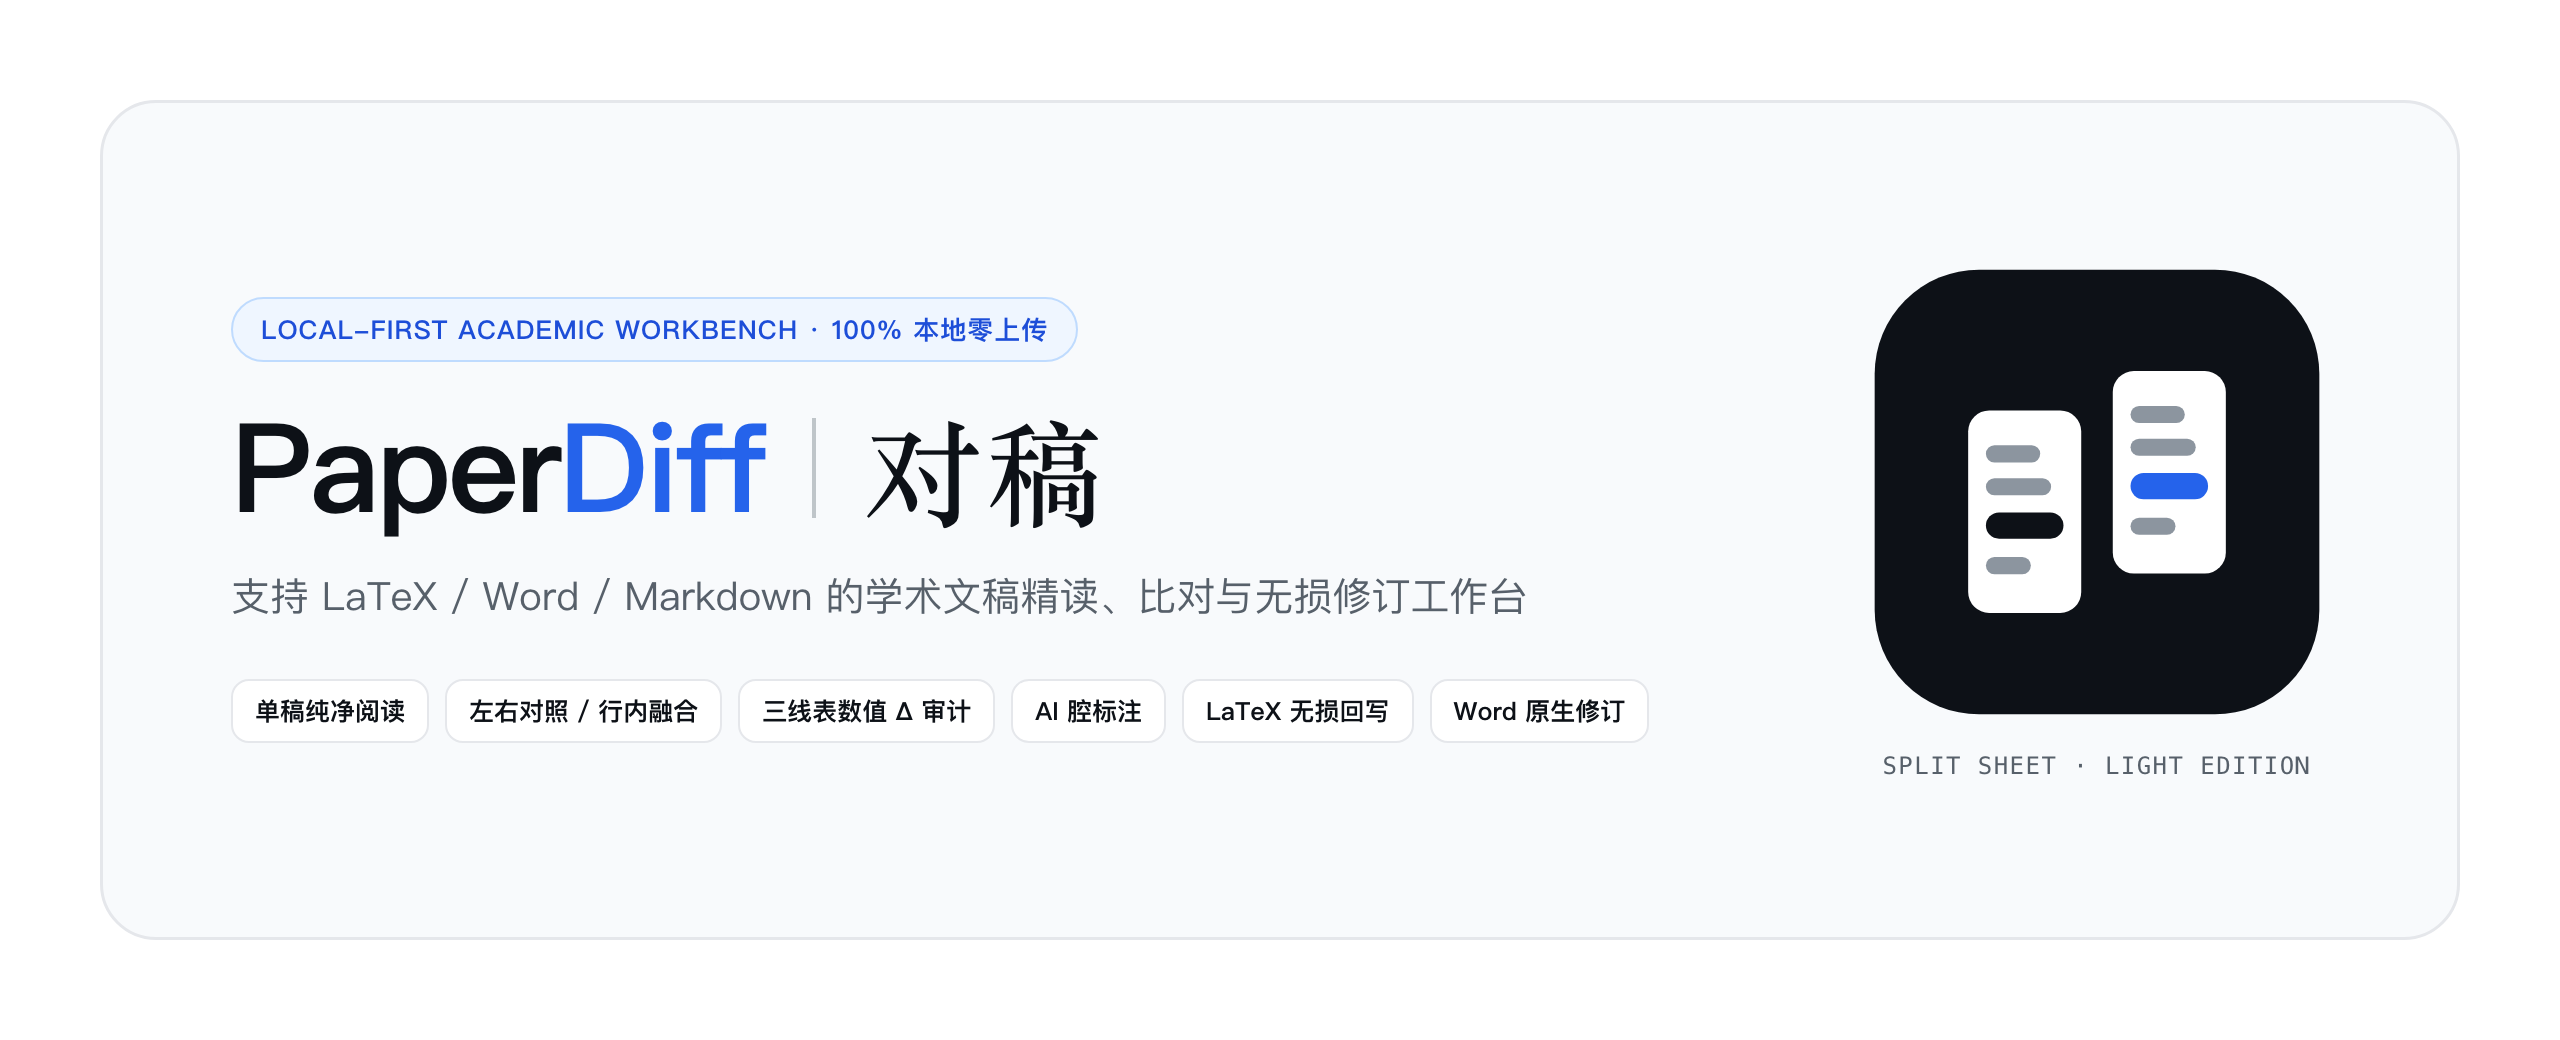 LOCAL-FIRST ACADEMIC WORKBENCH · 100% 本地零上传
PaperDiff 对稿
支持 LaTeX / Word / Markdown 的学术文稿精读、比对与无损修订工作台
单稿纯净阅读 左右对照 / 行内融合 三线表数值 Δ 审计 AI 腔标注 LaTeX 无损回写 Word 原生修订
SPLIT SHEET · LIGHT EDITION